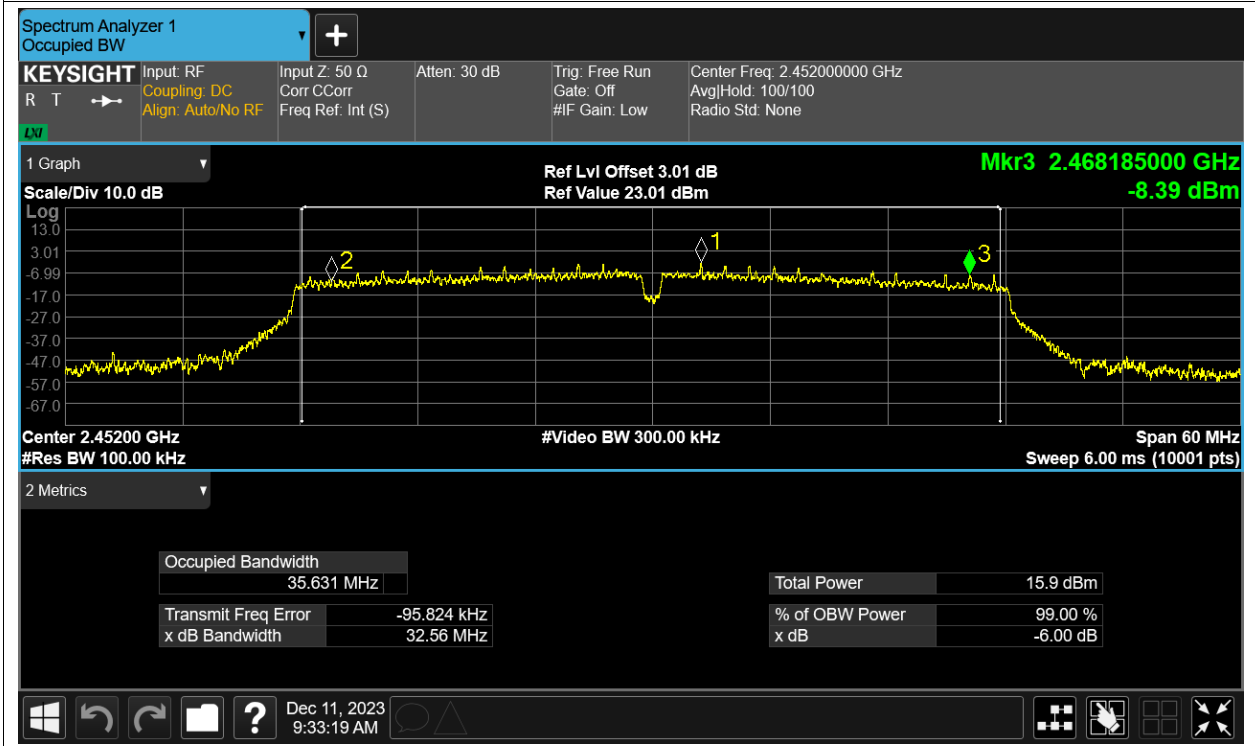 Spectrum Analyzer 1
Occupied BW
+
KEYSIGHT
R T
LXI
Input: RF
Coupling: DC
Align: Auto/No RF
Input Z: 50 Ω
Corr CCorr
Freq Ref: Int (S)
Atten: 30 dB
Trig: Free Run
Gate: Off
#IF Gain: Low
Center Freq: 2.452000000 GHz
Avg|Hold: 100/100
Radio Std: None
1 Graph
Scale/Div 10.0 dB
Ref Lvl Offset 3.01 dB
Ref Value 23.01 dBm
Mkr3 2.468185000 GHz
-8.39 dBm
Log
13.0
3.01
-6.99
-17.0
-27.0
-37.0
-47.0
-57.0
-67.0
2
1
3
Center 2.45200 GHz
#Res BW 100.00 kHz
#Video BW 300.00 kHz
Span 60 MHz
Sweep 6.00 ms (10001 pts)
2 Metrics
Occupied Bandwidth
35.631 MHz
Transmit Freq Error -95.824 kHz
x dB Bandwidth 32.56 MHz
Total Power 15.9 dBm
% of OBW Power 99.00 %
x dB -6.00 dB
?
Dec 11, 2023
9:33:19 AM